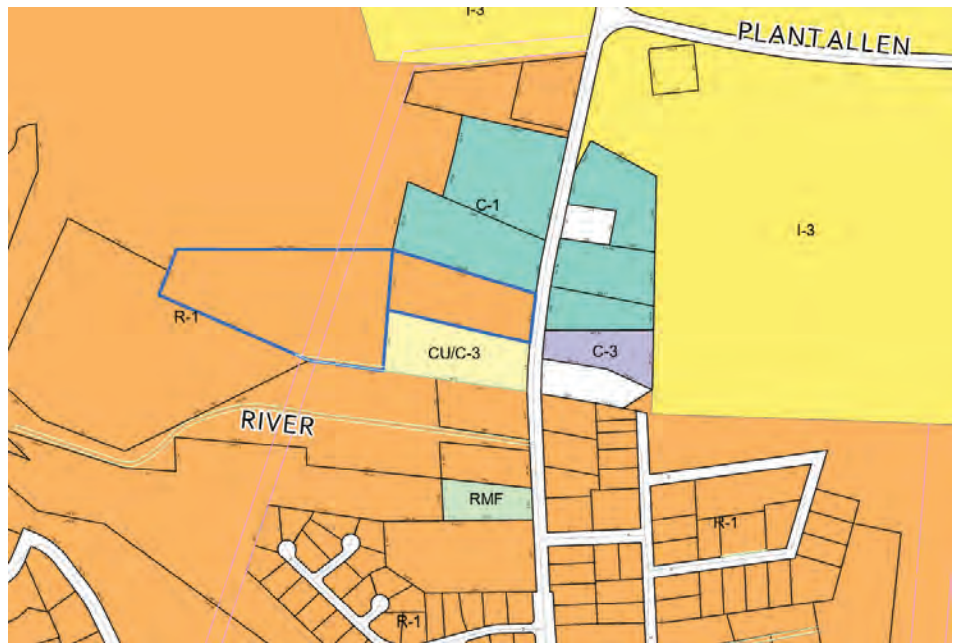 I-3
PLANT ALLEN
C-1
I-3
R-1
CU/C-3
C-3
RIVER
RMF
R-1
R-1